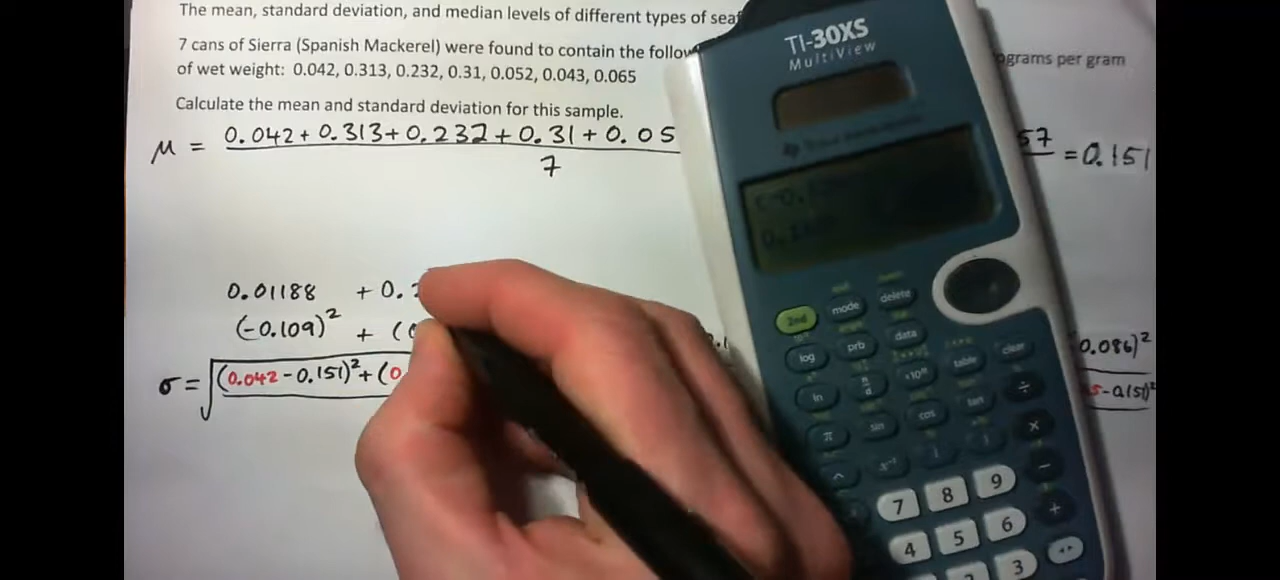 The mean, standard deviation, and median levels of different types of
7 cans of Sierra (Spanish Mackerel) were found to contain the grams per gram
of wet weight: 0.042, 0.313, 0.232, 0.31, 0.052, 0.043, 0.065
Calculate the mean and standard deviation for this sample.
μ = 0.042 + 0.313 + 0.232 + 0.31 + 0.05 57 = 0.151
7
0.01188 + 0.
(-0.109)² + ( 0.086)²
σ = √(0.042 - 0.151)² + (0. 5 - 0.151)²
TI-30XS
MultiView
2nd mode delete
log prb data
ln n/d ×10ⁿ table clear
π sin cos tan ÷
^ x⁻¹ ( ) ×
7 8 9 −
4 5 6 +
3